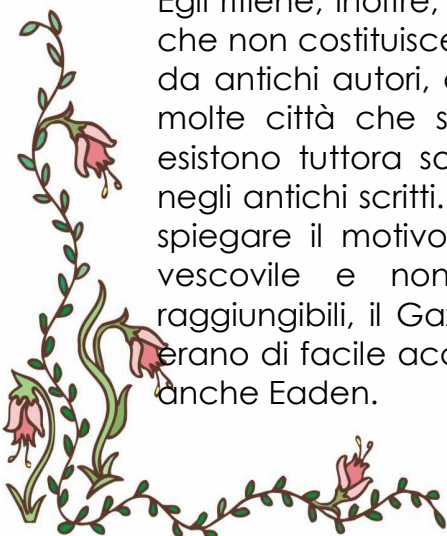 Egli ritiene, inoltre,
che non costituisce
da antichi autori,
molte città che s
esistono tuttora
negli antichi scritti.
spiegare il motivo
vescovile e non
raggiungibili, il Ga
erano di facile acc
anche Eaden.